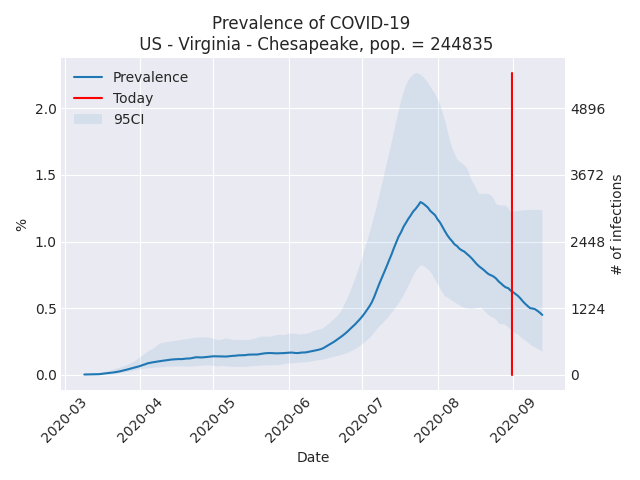 Prevalence of COVID-19
US - Virginia - Chesapeake, pop. = 244835
Prevalence
Today
95CI
2.0
1.5
1.0
0.5
0.0
%
4896
3672
2448
1224
0
# of infections
2020-03
2020-04
2020-05
2020-06
2020-07
2020-08
2020-09
Date